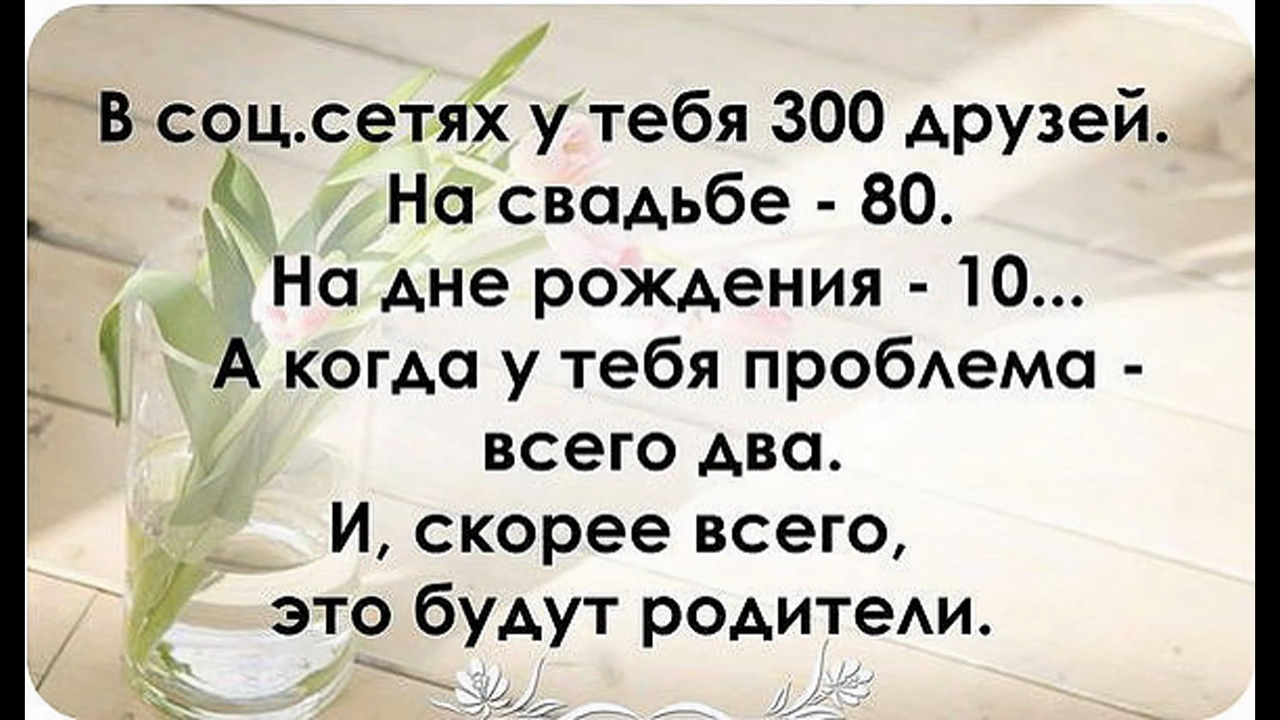 В соц.сетях у тебя 300 друзей.
На свадьбе - 80.
На дне рождения - 10...
А когда у тебя проблема -
всего два.
И, скорее всего,
это будут родители.